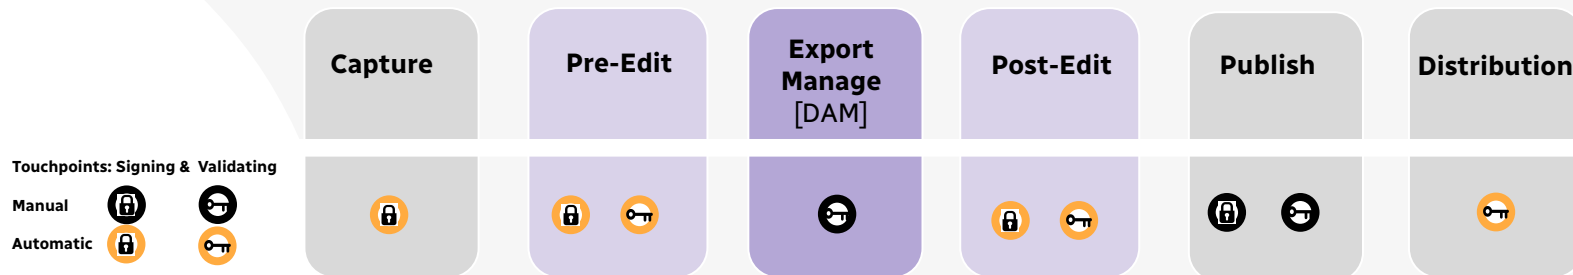 Capture
Pre-Edit
Export
Manage
[DAM]
Post-Edit
Publish
Distribution
Touchpoints: Signing & Validating
Manual
Automatic